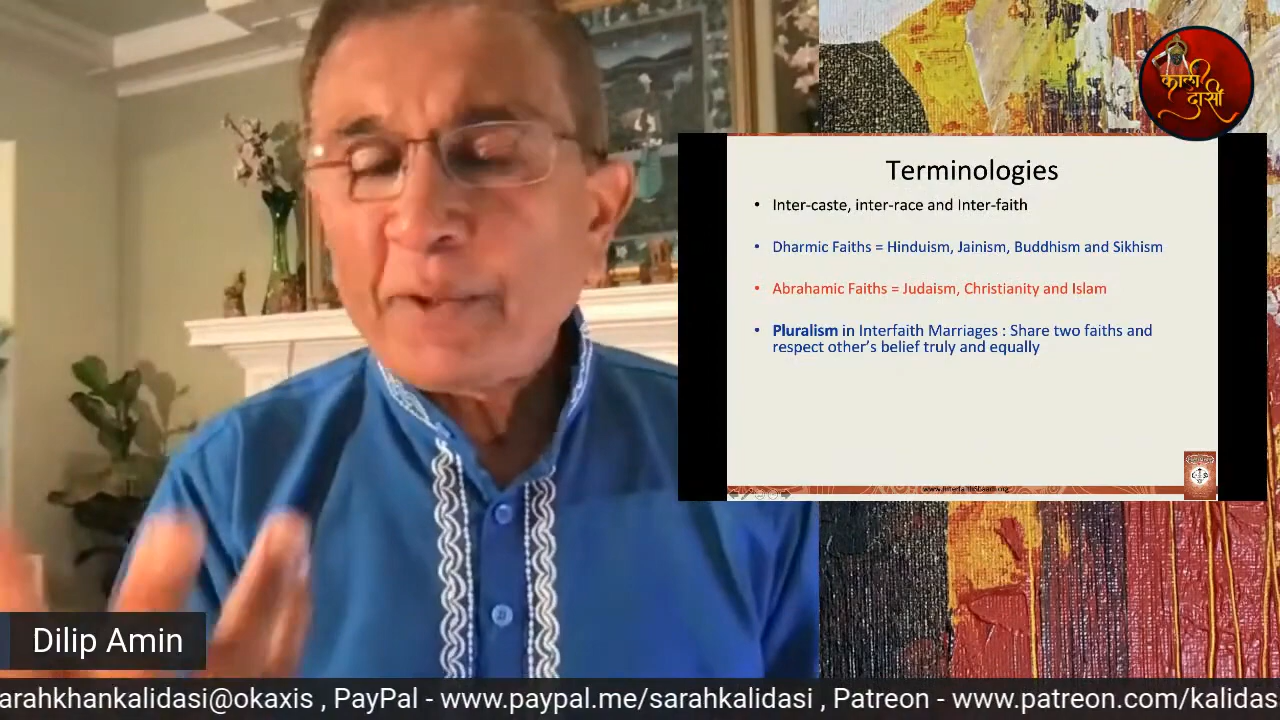 काली
दासी
Terminologies
• Inter-caste, inter-race and Inter-faith
• Dharmic Faiths = Hinduism, Jainism, Buddhism and Sikhism
• Abrahamic Faiths = Judaism, Christianity and Islam
• Pluralism in Interfaith Marriages : Share two faiths and
respect other's belief truly and equally
Dilip Amin
arahkhankalidasi@okaxis , PayPal - www.paypal.me/sarahkalidasi , Patreon - www.patreon.com/kalidas